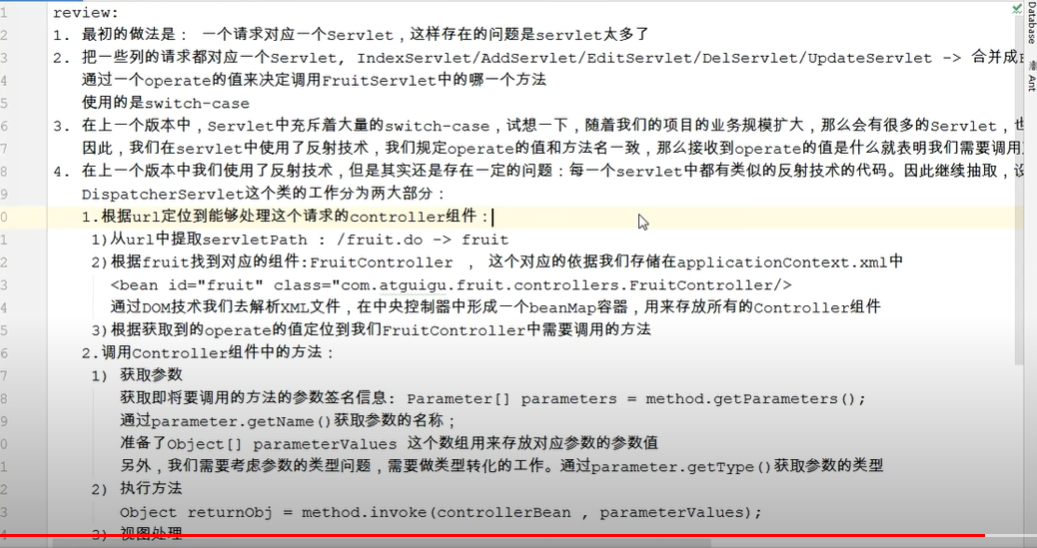 review:
1. 最初的做法是： 一个请求对应一个Servlet，这样存在的问题是servlet太多了
2. 把一些列的请求都对应一个Servlet, IndexServlet/AddServlet/EditServlet/DelServlet/UpdateServlet -> 合并成
通过一个operate的值来决定调用FruitServlet中的哪一个方法
使用的是switch-case
3. 在上一个版本中，Servlet中充斥着大量的switch-case，试想一下，随着我们的项目的业务规模扩大，那么会有很多的Servlet，也
因此，我们在servlet中使用了反射技术，我们规定operate的值和方法名一致，那么接收到operate的值是什么就表明我们需要调用
4. 在上一个版本中我们使用了反射技术，但是其实还是存在一定的问题：每一个servlet中都有类似的反射技术的代码。因此继续抽取，设
DispatcherServlet这个类的工作分为两大部分：
1.根据url定位到能够处理这个请求的controller组件：
1)从url中提取servletPath : /fruit.do -> fruit
2)根据fruit找到对应的组件:FruitController ， 这个对应的依据我们存储在applicationContext.xml中
<bean id="fruit" class="com.atguigu.fruit.controllers.FruitController/>
通过DOM技术我们去解析XML文件，在中央控制器中形成一个beanMap容器，用来存放所有的Controller组件
3)根据获取到的operate的值定位到我们FruitController中需要调用的方法
2.调用Controller组件中的方法：
1) 获取参数
获取即将要调用的方法的参数签名信息: Parameter[] parameters = method.getParameters();
通过parameter.getName()获取参数的名称；
准备了Object[] parameterValues 这个数组用来存放对应参数的参数值
另外，我们需要考虑参数的类型问题，需要做类型转化的工作。通过parameter.getType()获取参数的类型
2) 执行方法
Object returnObj = method.invoke(controllerBean , parameterValues);
3) 视图处理
Database
Ant